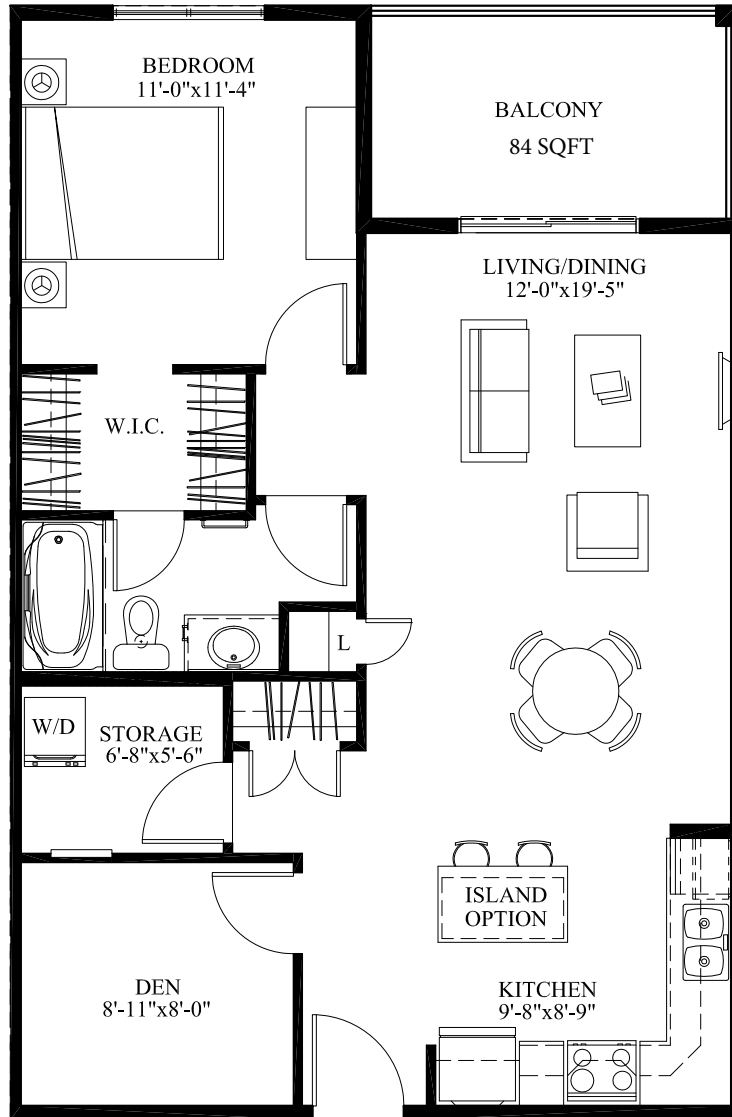 BEDROOM
11'-0"x11'-4"
BALCONY
84 SQFT
LIVING/DINING
12'-0"x19'-5"
W.I.C.
L
W/D
STORAGE
6'-8"x5'-6"
ISLAND
OPTION
DEN
8'-11"x8'-0"
KITCHEN
9'-8"x8'-9"